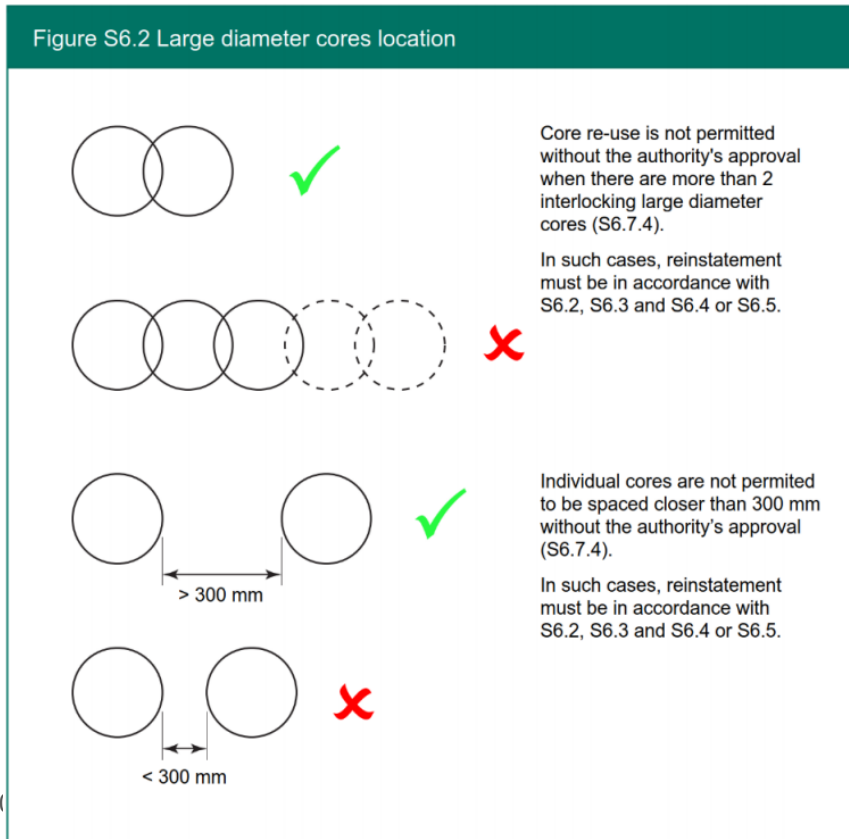 Figure S6.2 Large diameter cores location
Core re-use is not permitted
without the authority's approval
when there are more than 2
interlocking large diameter
cores (S6.7.4).
In such cases, reinstatement
must be in accordance with
S6.2, S6.3 and S6.4 or S6.5.
Individual cores are not permited
to be spaced closer than 300 mm
without the authority’s approval
(S6.7.4).
In such cases, reinstatement
must be in accordance with
S6.2, S6.3 and S6.4 or S6.5.
> 300 mm
< 300 mm
(